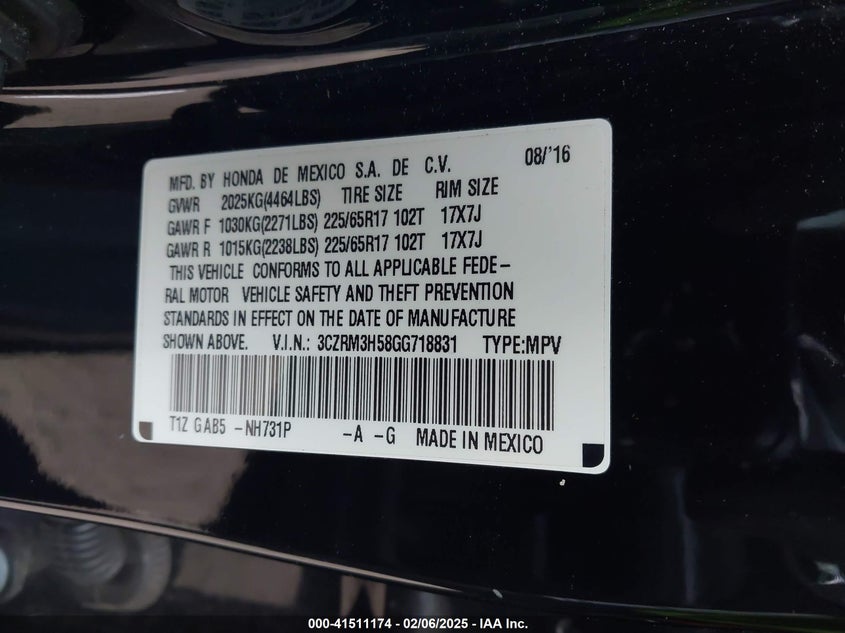 MFD. BY HONDA DE MEXICO S.A. DE C.V. 08/'16
GVWR 2025KG(4464LBS) TIRE SIZE RIM SIZE
GAWR F 1030KG(2271LBS) 225/65R17 102T 17X7J
GAWR R 1015KG(2238LBS) 225/65R17 102T 17X7J
THIS VEHICLE CONFORMS TO ALL APPLICABLE FEDE-
RAL MOTOR VEHICLE SAFETY AND THEFT PREVENTION
STANDARDS IN EFFECT ON THE DATE OF MANUFACTURE
SHOWN ABOVE. V.I.N.: 3CZRM3H58GG718831 TYPE:MPV
T1Z GAB5 -NH731P -A -G MADE IN MEXICO
000-41511174 - 02/06/2025 - IAA Inc.